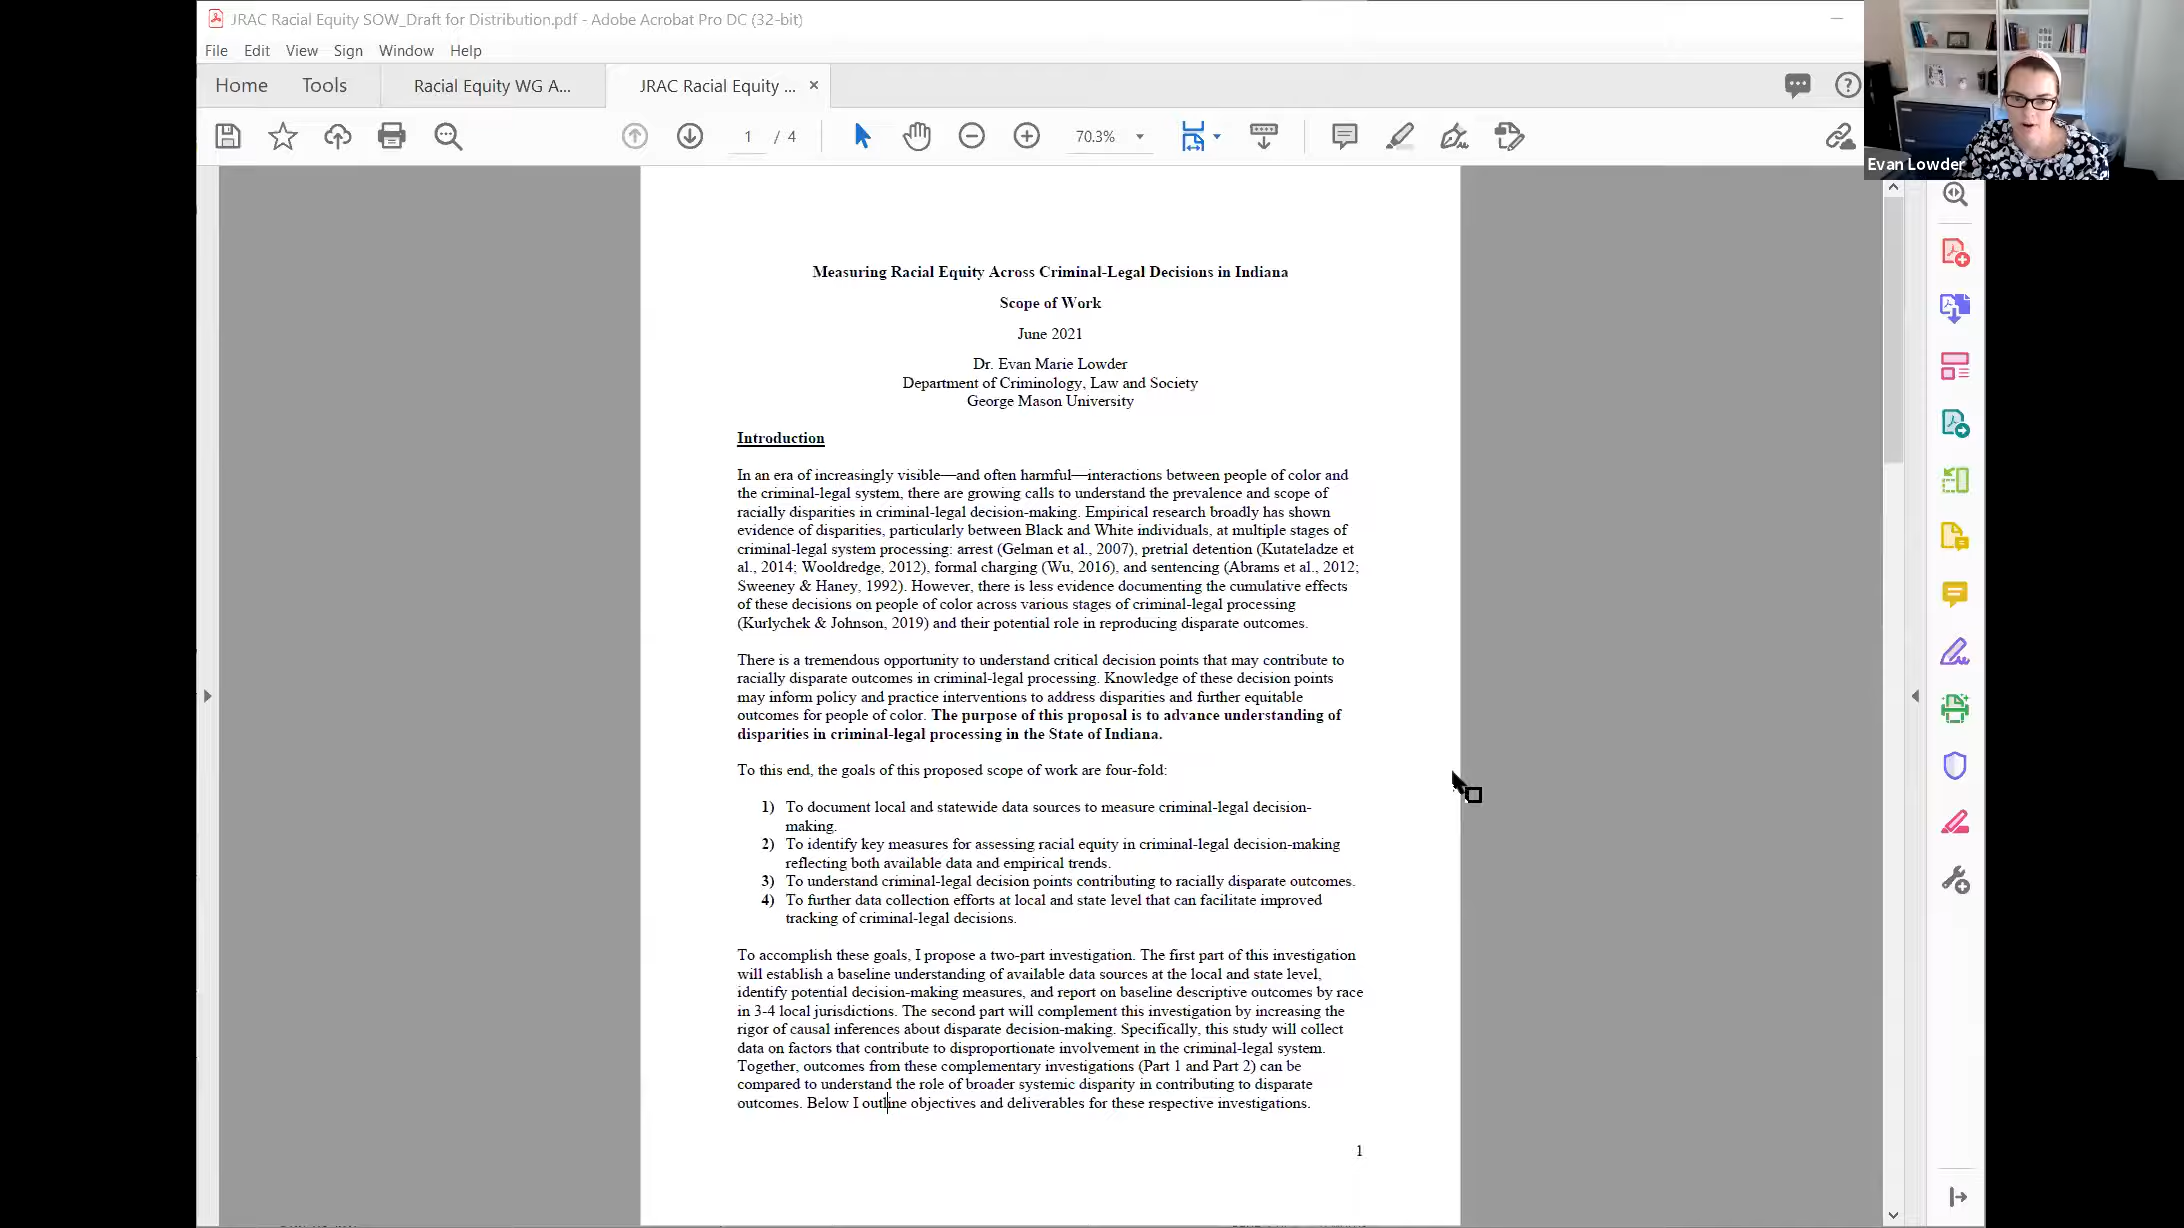 JRAC Racial Equity SOW_Draft for Distribution.pdf - Adobe Acrobat Pro DC (32-bit)
File Edit View Sign Window Help
Home Tools Racial Equity WG A... JRAC Racial Equity ... ×
1 / 4 70.3%
Evan Lowder
Measuring Racial Equity Across Criminal-Legal Decisions in Indiana
Scope of Work
June 2021
Dr. Evan Marie Lowder
Department of Criminology, Law and Society
George Mason University
Introduction
In an era of increasingly visible—and often harmful—interactions between people of color and
the criminal-legal system, there are growing calls to understand the prevalence and scope of
racially disparities in criminal-legal decision-making. Empirical research broadly has shown
evidence of disparities, particularly between Black and White individuals, at multiple stages of
criminal-legal system processing: arrest (Gelman et al., 2007), pretrial detention (Kutateladze et
al., 2014; Wooldredge, 2012), formal charging (Wu, 2016), and sentencing (Abrams et al., 2012;
Sweeney & Haney, 1992). However, there is less evidence documenting the cumulative effects
of these decisions on people of color across various stages of criminal-legal processing
(Kurlychek & Johnson, 2019) and their potential role in reproducing disparate outcomes.
There is a tremendous opportunity to understand critical decision points that may contribute to
racially disparate outcomes in criminal-legal processing. Knowledge of these decision points
may inform policy and practice interventions to address disparities and further equitable
outcomes for people of color. The purpose of this proposal is to advance understanding of
disparities in criminal-legal processing in the State of Indiana.
To this end, the goals of this proposed scope of work are four-fold:
1) To document local and statewide data sources to measure criminal-legal decision-
making.
2) To identify key measures for assessing racial equity in criminal-legal decision-making
reflecting both available data and empirical trends.
3) To understand criminal-legal decision points contributing to racially disparate outcomes.
4) To further data collection efforts at local and state level that can facilitate improved
tracking of criminal-legal decisions.
To accomplish these goals, I propose a two-part investigation. The first part of this investigation
will establish a baseline understanding of available data sources at the local and state level,
identify potential decision-making measures, and report on baseline descriptive outcomes by race
in 3-4 local jurisdictions. The second part will complement this investigation by increasing the
rigor of causal inferences about disparate decision-making. Specifically, this study will collect
data on factors that contribute to disproportionate involvement in the criminal-legal system.
Together, outcomes from these complementary investigations (Part 1 and Part 2) can be
compared to understand the role of broader systemic disparity in contributing to disparate
outcomes. Below I outline objectives and deliverables for these respective investigations.
1